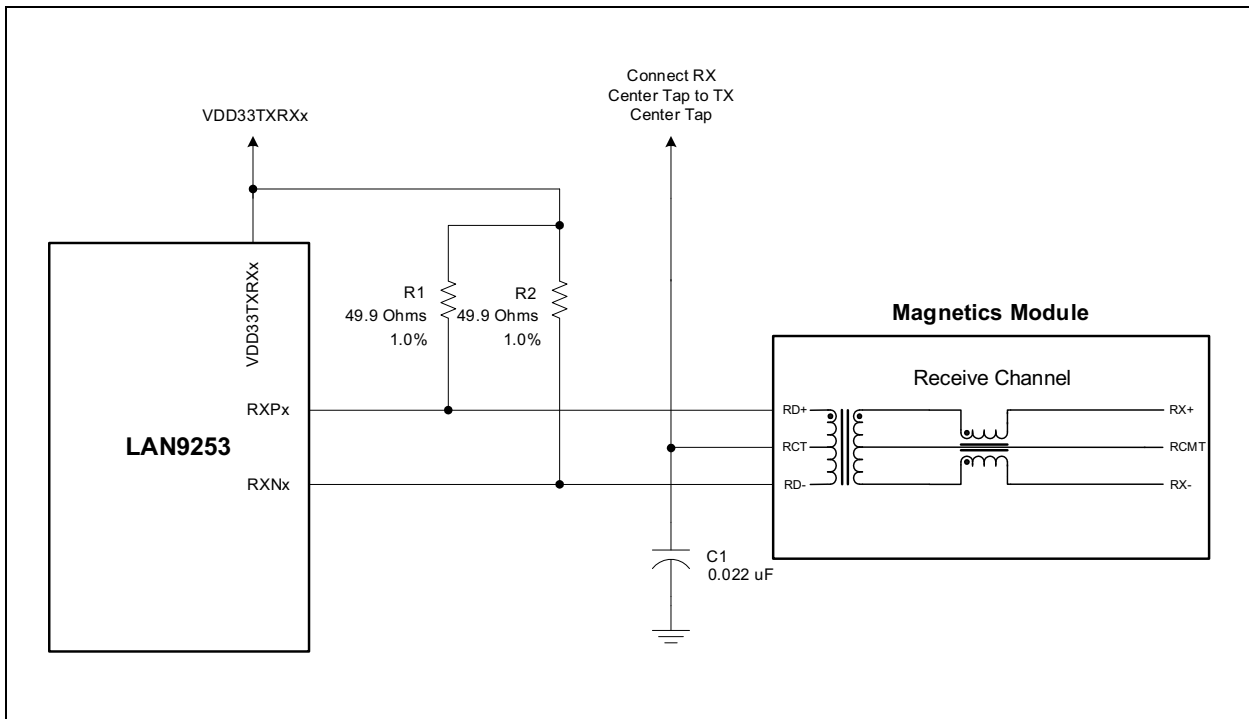 Connect RX
Center Tap to TX
Center Tap
VDD33TXRXx
VDD33TXRXx
R1
49.9 Ohms
1.0%
R2
49.9 Ohms
1.0%
Magnetics Module
Receive Channel
RXPx
RD+
RX+
LAN9253
RCT
RCMT
RXNx
RD-
RX-
C1
0.022 uF